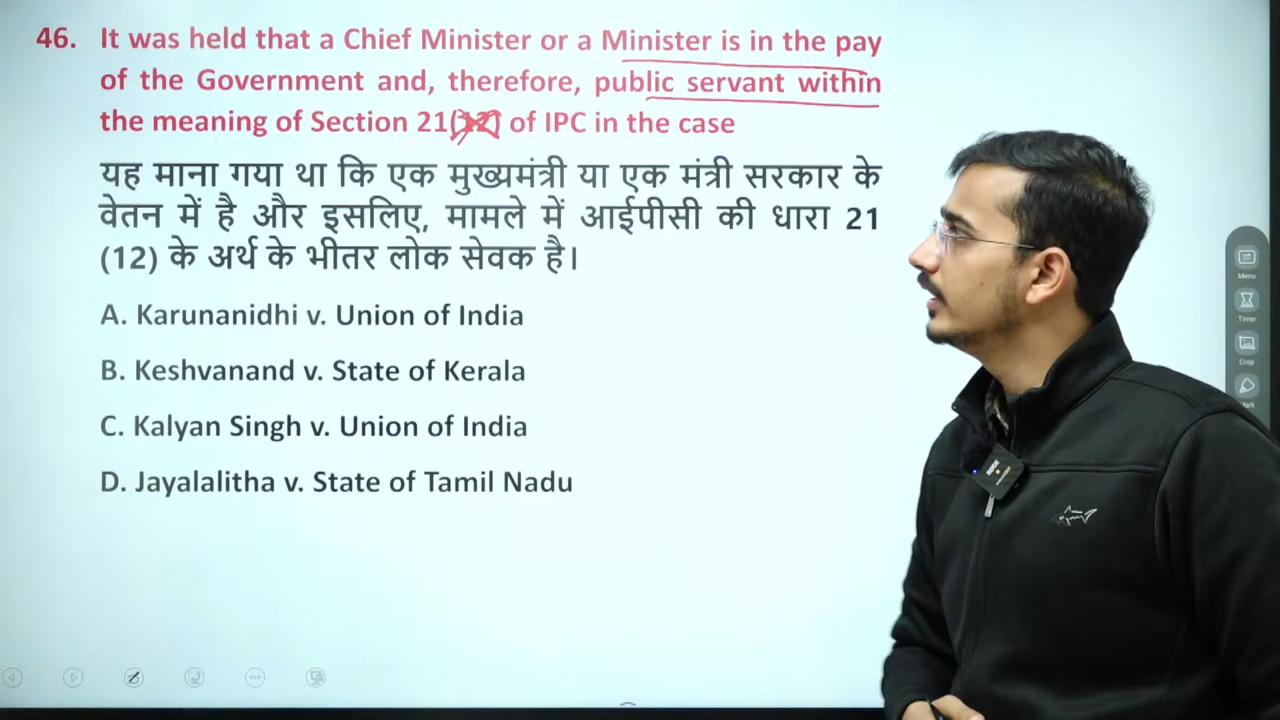 46. It was held that a Chief Minister or a Minister is in the pay
of the Government and, therefore, public servant within
the meaning of Section 21(12) of IPC in the case
यह माना गया था कि एक मुख्यमंत्री या एक मंत्री सरकार के
वेतन में है और इसलिए, मामले में आईपीसी की धारा 21
(12) के अर्थ के भीतर लोक सेवक है।
A. Karunanidhi v. Union of India
B. Keshvanand v. State of Kerala
C. Kalyan Singh v. Union of India
D. Jayalalitha v. State of Tamil Nadu
Menu
Timer
Crop